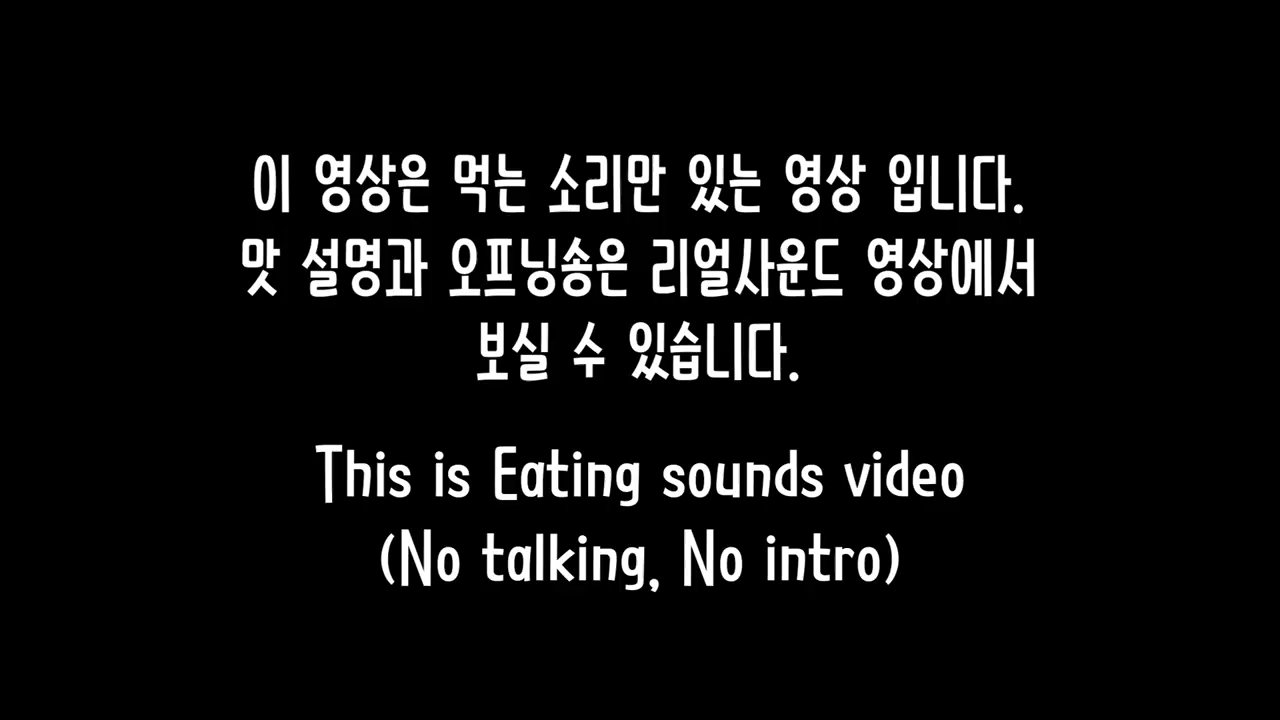 이 영상은 먹는 소리만 있는 영상 입니다.
맛 설명과 오프닝송은 리얼사운드 영상에서
보실 수 있습니다.
This is Eating sounds video
(No talking, No intro)